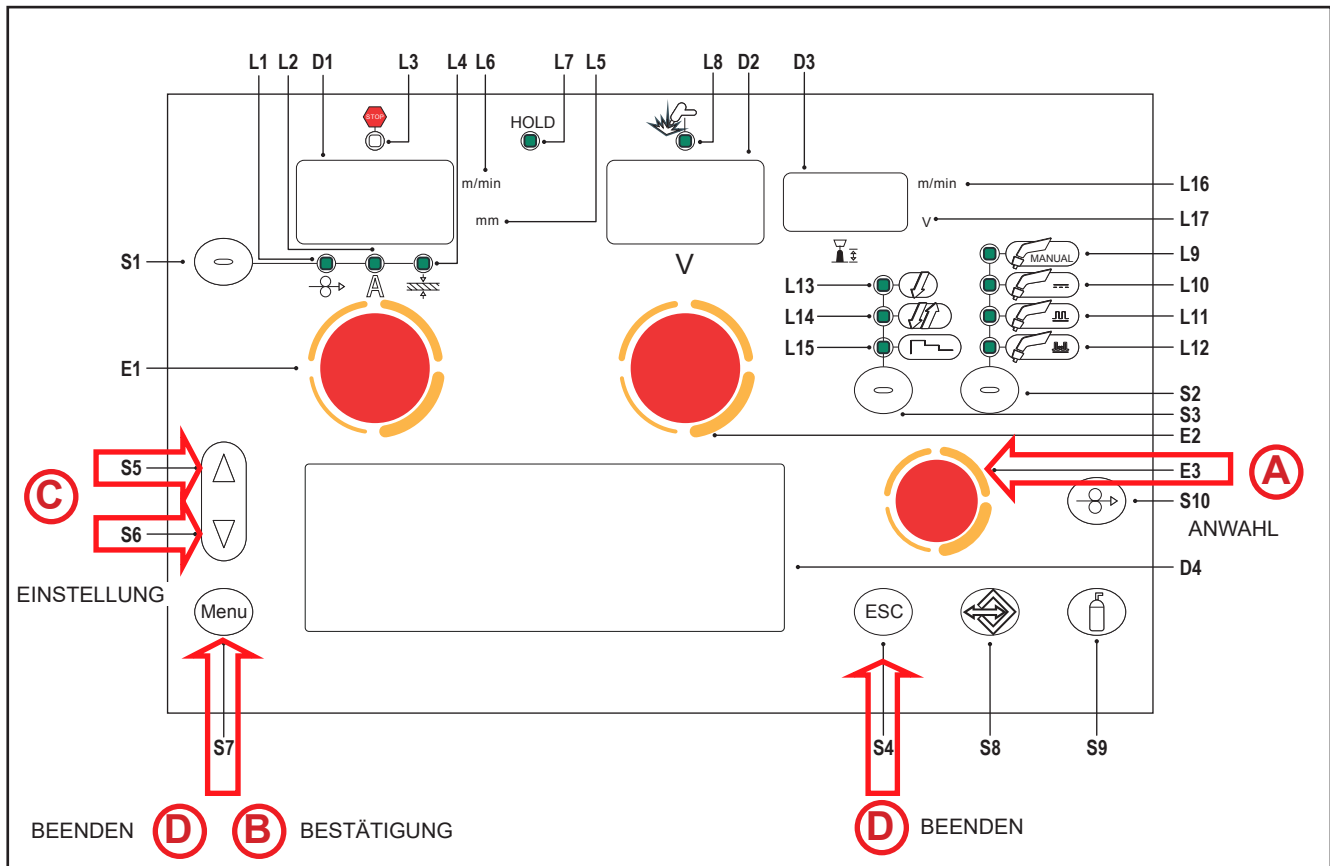 L1 L2 D1 L3 L4 L6 L7 L5 L8 D2 D3
STOP
HOLD
m/min
mm
m/min L16
V L17
S1
A
V
MANUAL L9
L13 L10
L14 L11
L15 L12
E1
S2
S3
E2
S5
E3
A
C
S10
S6
ANWAHL
D4
EINSTELLUNG
Menu
ESC
S7
S4
S8
S9
BEENDEN D B BESTÄTIGUNG
D BEENDEN